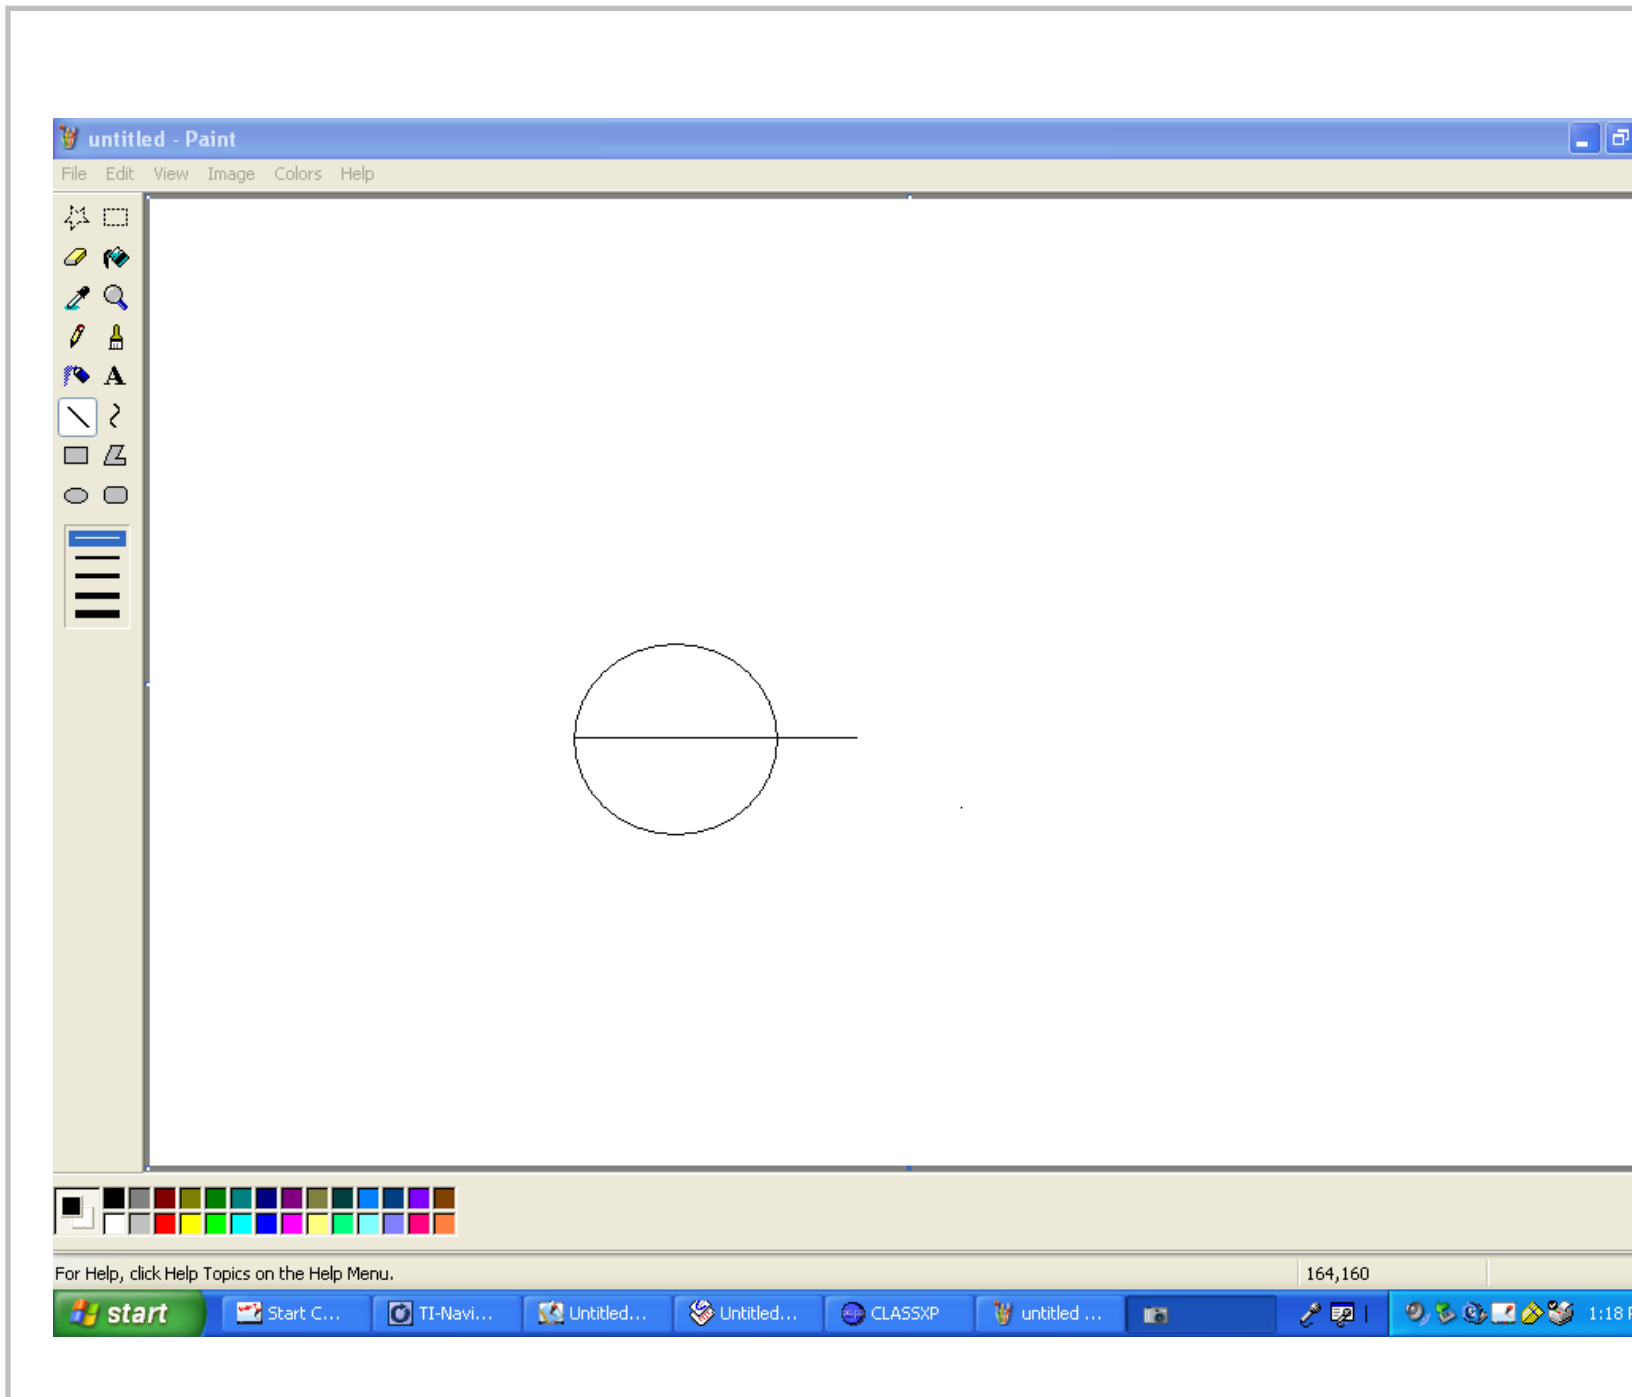 untitled - Paint
File Edit View Image Colors Help
A
For Help, click Help Topics on the Help Menu.
164,160
start
Start C...
TI-Navi...
Untitled...
Untitled...
CLASSXP
untitled ...
1:18